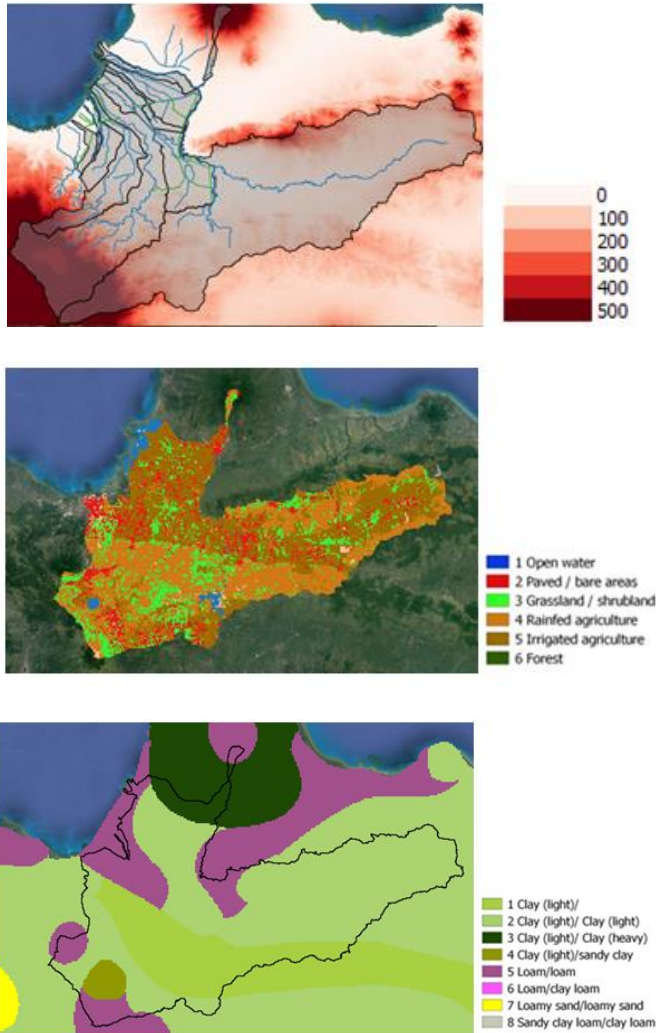 0
100
200
300
400
500
1 Open water
2 Paved / bare areas
3 Grassland / shrubland
4 Rainfed agriculture
5 Irrigated agriculture
6 Forest
1 Clay (light)/
2 Clay (light)/ Clay (light)
3 Clay (light)/ Clay (heavy)
4 Clay (light)/sandy clay
5 Loam/loam
6 Loam/clay loam
7 Loamy sand/loamy sand
8 Sandy clay loam/clay loam